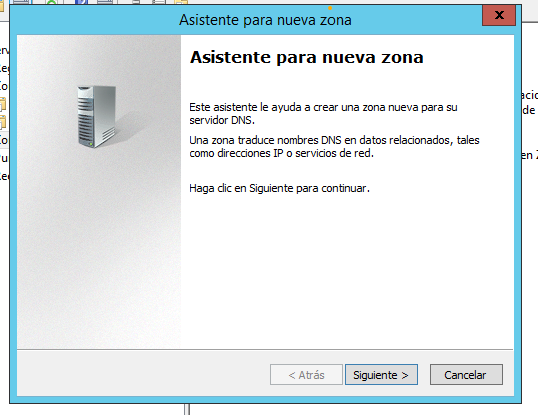 Asistente para nueva zona
x
Asistente para nueva zona
Este asistente le ayuda a crear una zona nueva para su
servidor DNS.
Una zona traduce nombres DNS en datos relacionados, tales
como direcciones IP o servicios de red.
Haga clic en Siguiente para continuar.
< Atrás Siguiente > Cancelar